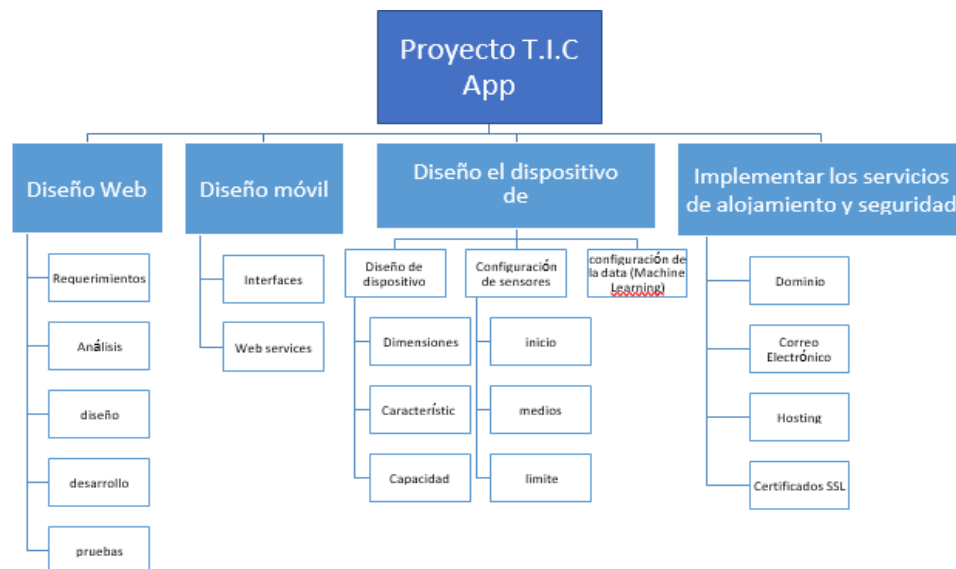 Proyecto T.I.C
App
Diseño Web
Diseño móvil
Diseño el dispositivo
de
Implementar los servicios
de alojamiento y seguridad
Requerimientos
Análisis
diseño
desarrollo
pruebas
Interfaces
Web services
Diseño de
dispositivo
Dimensiones
Característic
Capacidad
Configuración
de sensores
inicio
medios
limite
configuración de
la data (Machine
Learning)
Dominio
Correo
Electrónico
Hosting
Certificados SSL